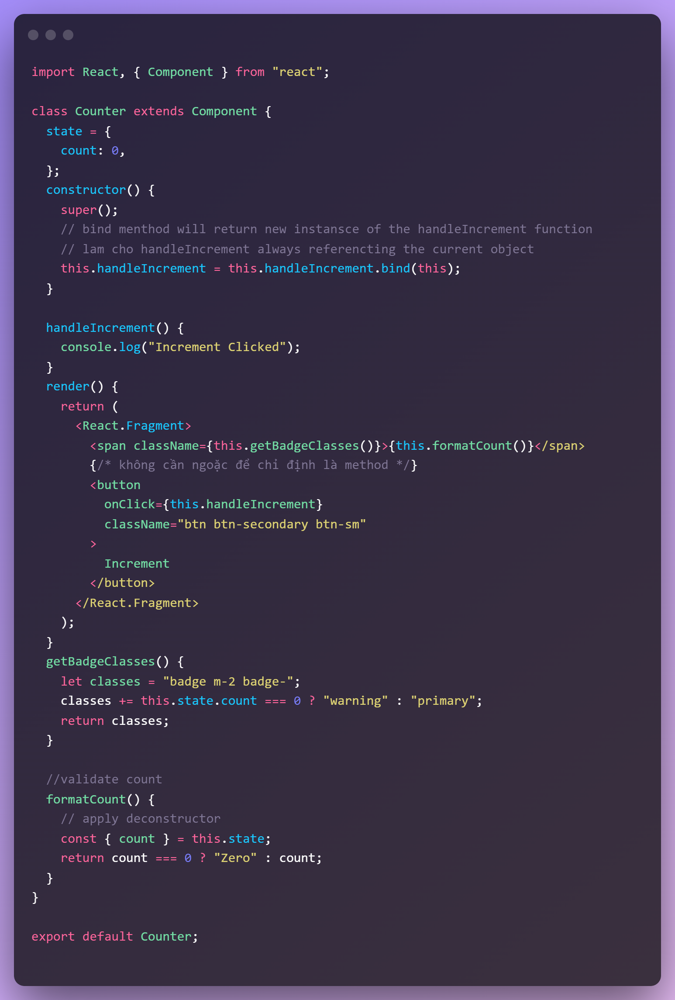 import React, { Component } from "react";

class Counter extends Component {
  state = {
    count: 0,
  };
  constructor() {
    super();
    // bind menthod will return new instansce of the handleIncrement function
    // lam cho handleIncrement always referencting the current object
    this.handleIncrement = this.handleIncrement.bind(this);
  }

  handleIncrement() {
    console.log("Increment Clicked");
  }
  render() {
    return (
      <React.Fragment>
        <span className={this.getBadgeClasses()}>{this.formatCount()}</span>
        {/* không cần ngoặc để chỉ định là method */}
        <button
          onClick={this.handleIncrement}
          className="btn btn-secondary btn-sm"
        >
          Increment
        </button>
      </React.Fragment>
    );
  }
  getBadgeClasses() {
    let classes = "badge m-2 badge-";
    classes += this.state.count === 0 ? "warning" : "primary";
    return classes;
  }

  //validate count
  formatCount() {
    // apply deconstructor
    const { count } = this.state;
    return count === 0 ? "Zero" : count;
  }
}

export default Counter;